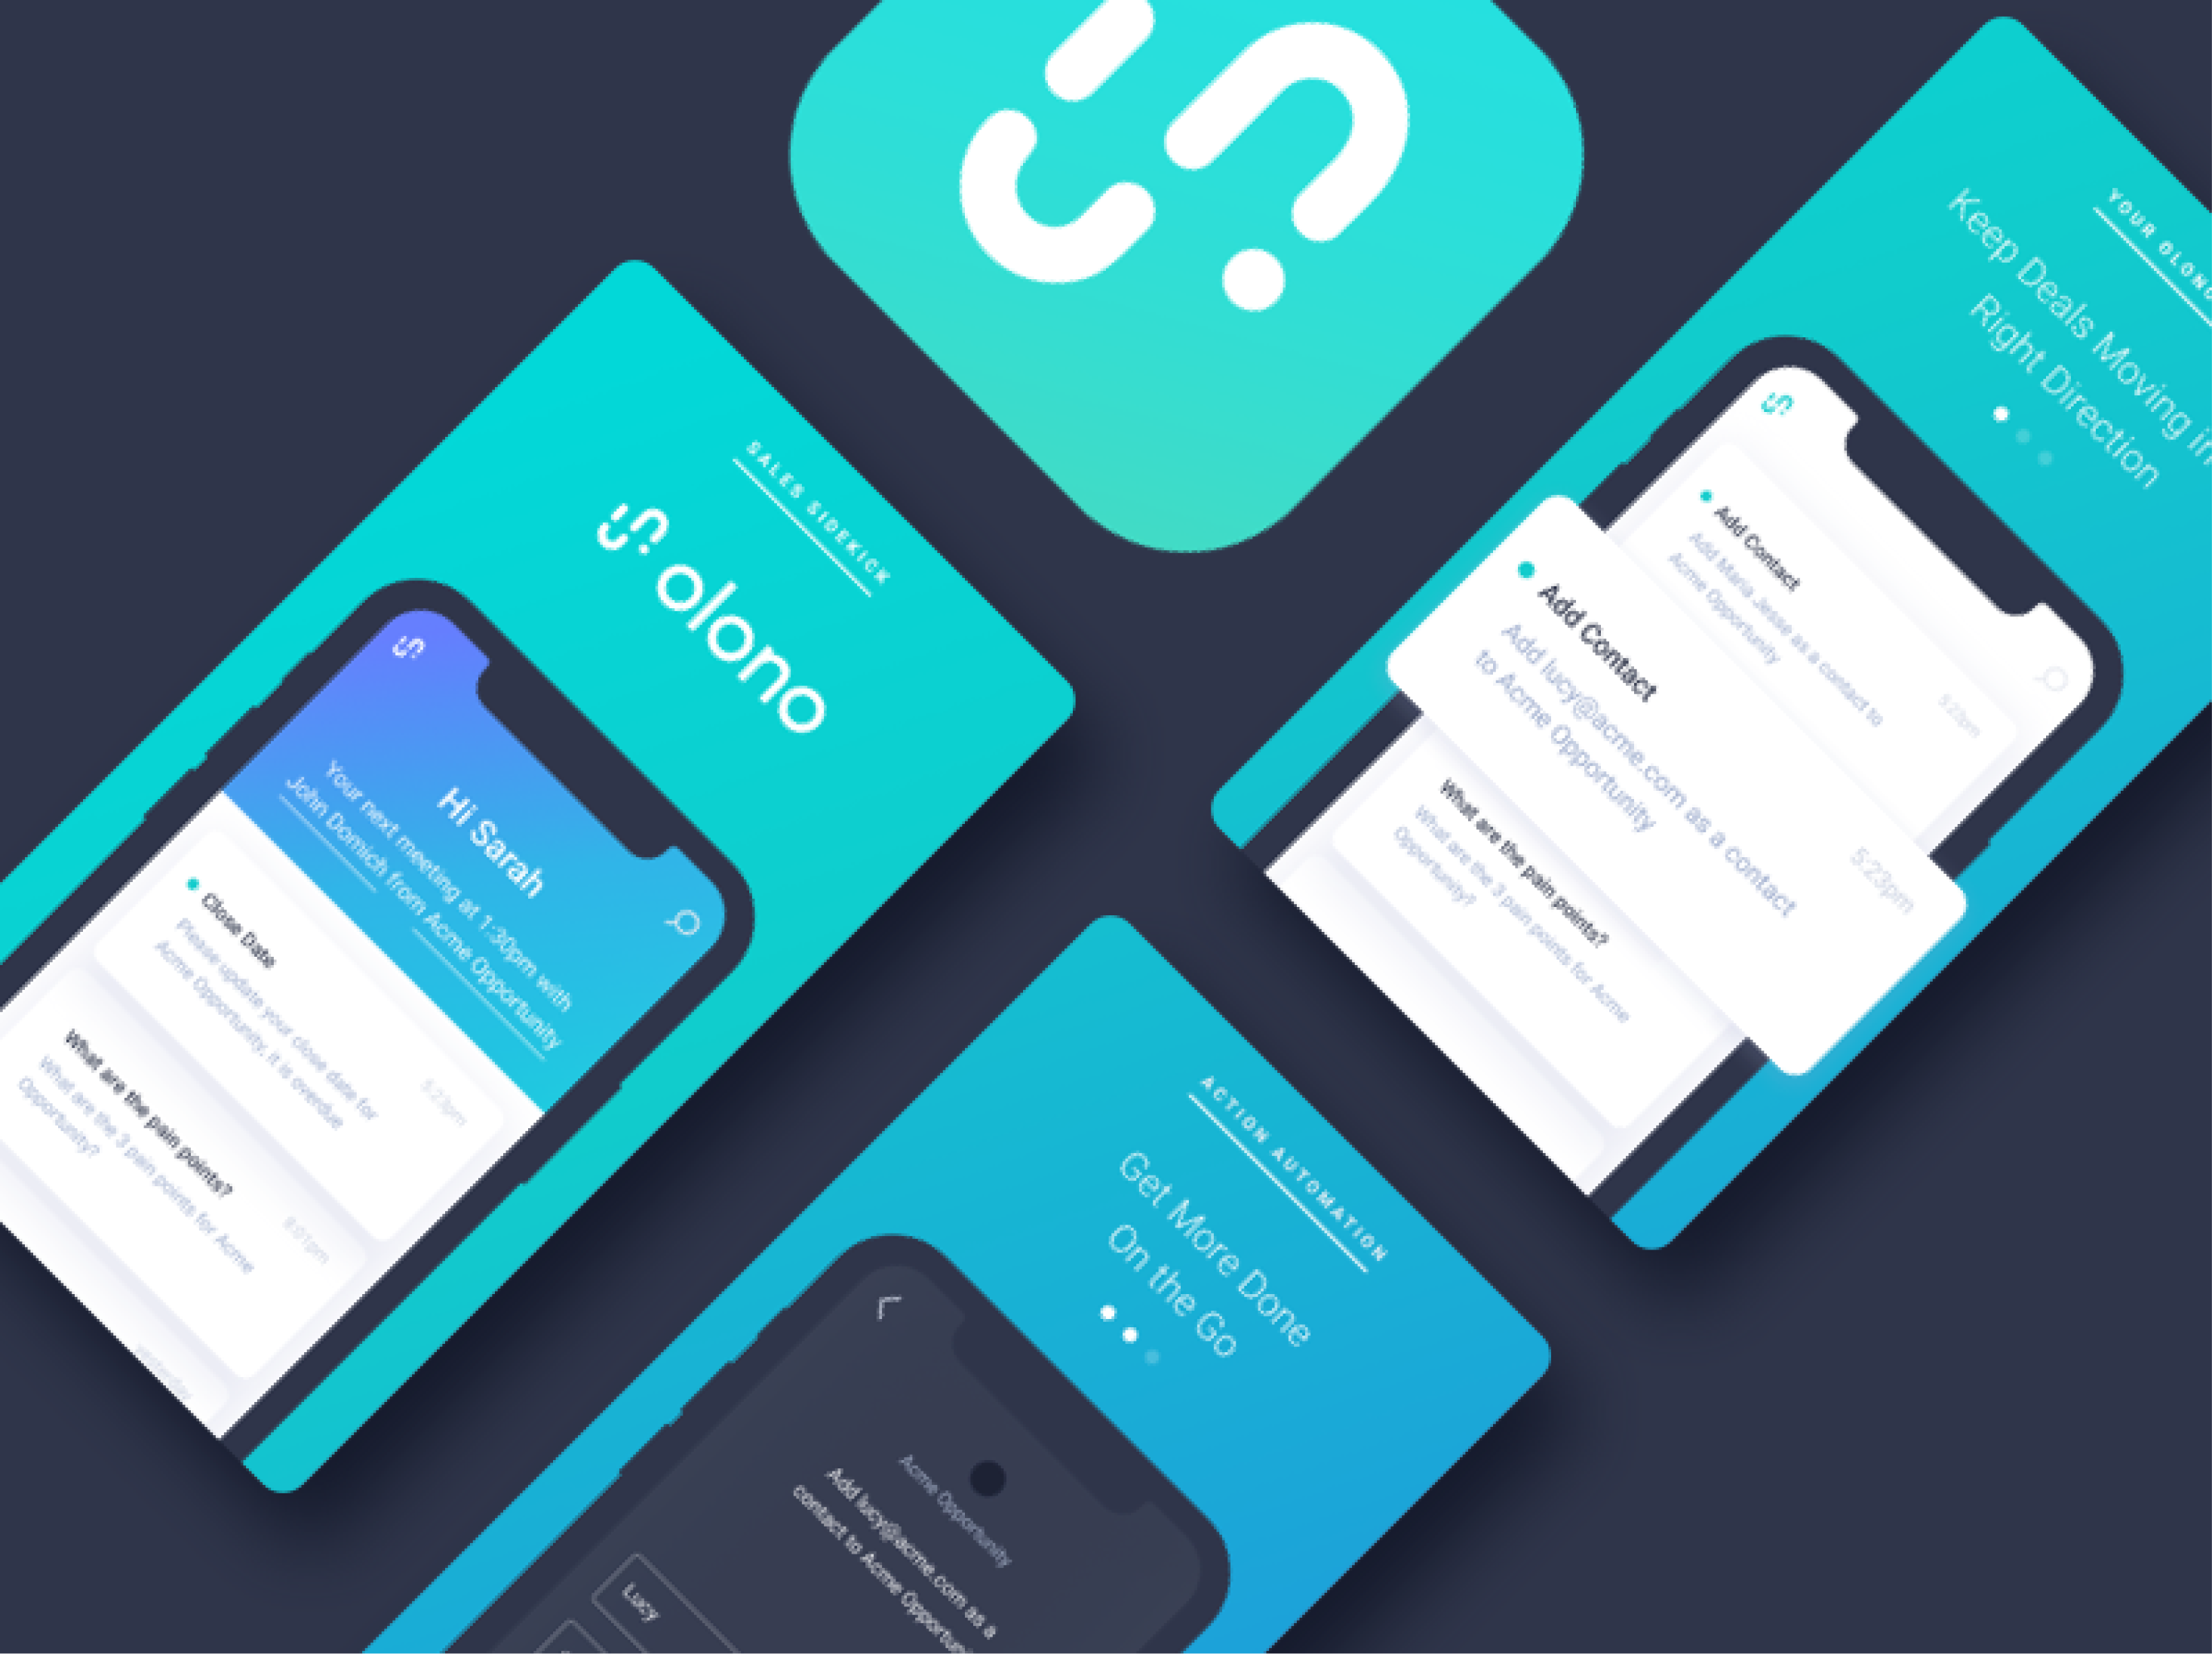 SALES SIDEKICK
olono
Hi Sarah
Your next meeting at 1:30pm with
John Domich from Acme Opportunity
Close Date
5:23pm
Please update your close date for
Acme Opportunity, it is overdue
What are the pain points?
5:01pm
What are the 3 pain points for Acme
Opportunity?
yesterday
YOUR OLONO
Keep Deals Moving in
Right Direction
Add Contact
5:23pm
Add Maria Jesse as a contact to
Acme Opportunity
Add Contact
5:23pm
Add lucy@acme.com as a contact
to Acme Opportunity
What are the pain points?
What are the 3 pain points for Acme
Opportunity?
ACTION AUTOMATION
Get More Done
On the Go
Acme Opportunity
Add lucy@acme.com as a
contact to Acme Opportun
Lucy